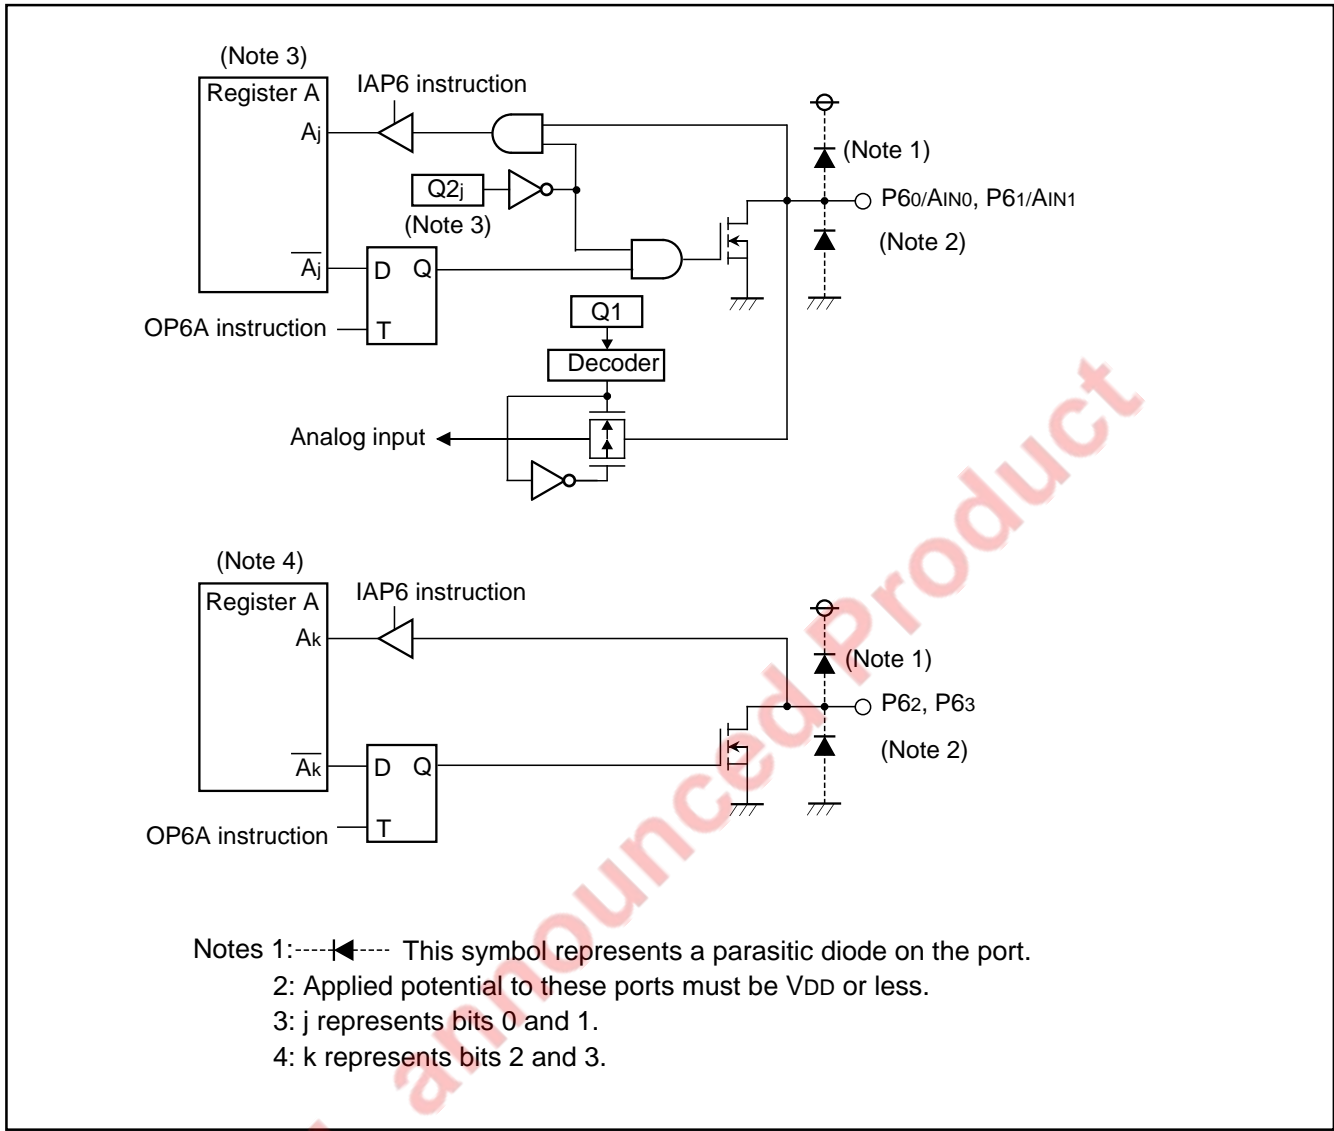 (Note 3)
Register A
IAP6 instruction
Aj
(Note 1)
Q2j
(Note 3)
P60/AIN0, P61/AIN1
(Note 2)
Aj
D Q
T
OP6A instruction
Q1
Decoder
Analog input
(Note 4)
Register A
IAP6 instruction
Ak
(Note 1)
P62, P63
(Note 2)
Ak
D Q
T
OP6A instruction
Notes 1: This symbol represents a parasitic diode on the port.
2: Applied potential to these ports must be VDD or less.
3: j represents bits 0 and 1.
4: k represents bits 2 and 3.
announced Product